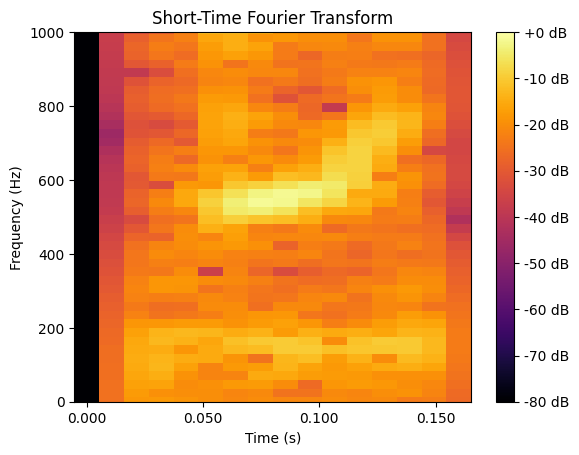 Short-Time Fourier Transform
1000
800
600
400
200
0
Frequency (Hz)
0.000
0.050
0.100
0.150
Time (s)
+0 dB
-10 dB
-20 dB
-30 dB
-40 dB
-50 dB
-60 dB
-70 dB
-80 dB